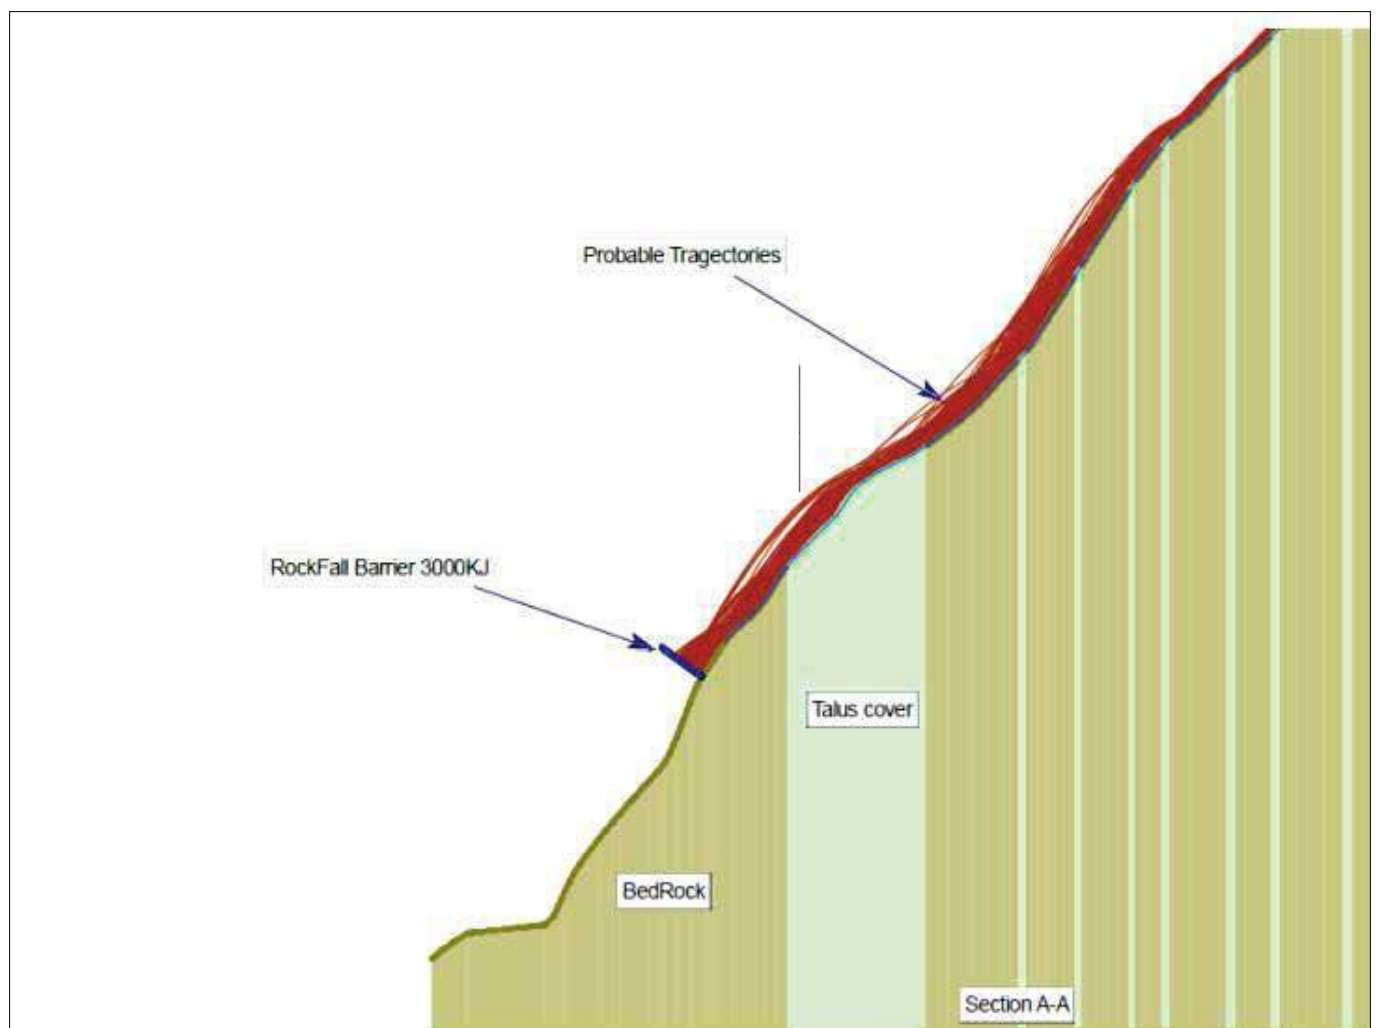 Probable Tragectories
RockFall Barrier 3000KJ
Talus cover
BedRock
Section A-A